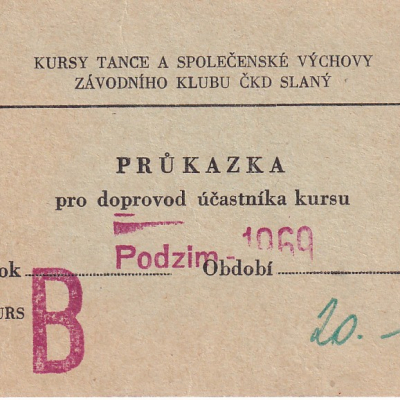 KURSY TANCE A SPOLEČENSKÉ VÝCHOVY
ZÁVODNÍHO KLUBU ČKD SLANÝ
PRŮKAZKA
pro doprovod účastníka kursu
Podzim - 1969
ok Období
URS B
20.-